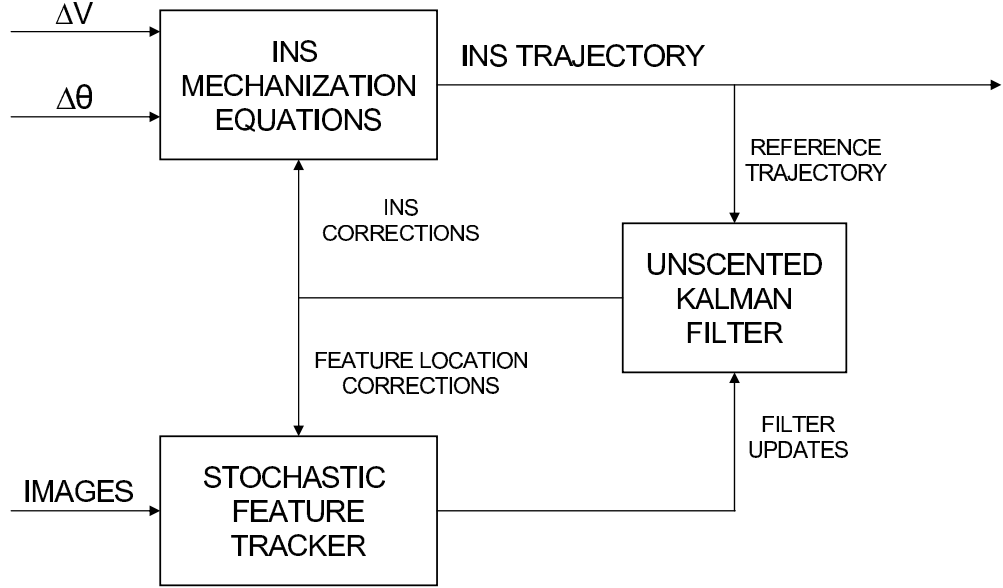 ΔV
Δθ
INS
MECHANIZATION
EQUATIONS
INS TRAJECTORY
REFERENCE
TRAJECTORY
INS
CORRECTIONS
UNSCENTED
KALMAN
FILTER
FEATURE LOCATION
CORRECTIONS
FILTER
UPDATES
IMAGES
STOCHASTIC
FEATURE
TRACKER